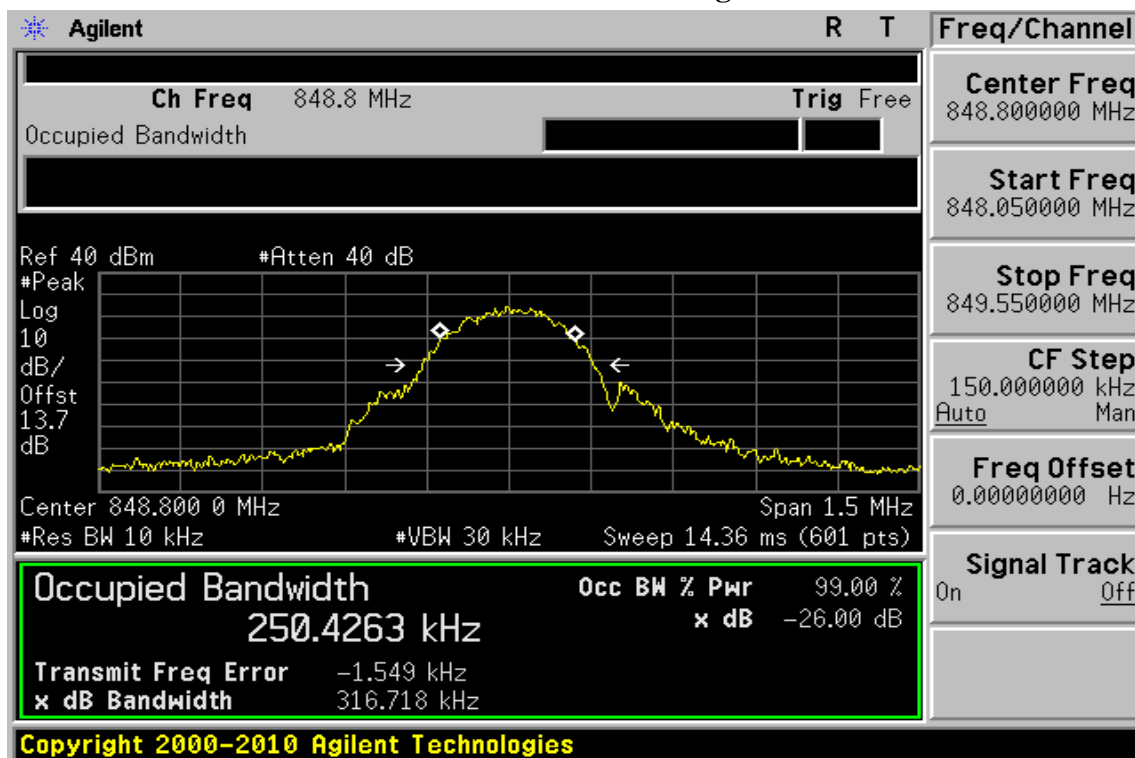 Agilent R T
Freq/Channel
Ch Freq 848.8 MHz Trig Free
Occupied Bandwidth
Center Freq
848.800000 MHz
Start Freq
848.050000 MHz
Ref 40 dBm #Atten 40 dB
#Peak
Log
10
dB/
Offst
13.7
dB
Stop Freq
849.550000 MHz
CF Step
150.000000 kHz
Auto Man
Freq Offset
0.00000000 Hz
Center 848.800 0 MHz Span 1.5 MHz
#Res BW 10 kHz #VBW 30 kHz Sweep 14.36 ms (601 pts)
Signal Track
On Off
Occupied Bandwidth Occ BW % Pwr 99.00 %
250.4263 kHz x dB -26.00 dB
Transmit Freq Error -1.549 kHz
x dB Bandwidth 316.718 kHz
Copyright 2000-2010 Agilent Technologies